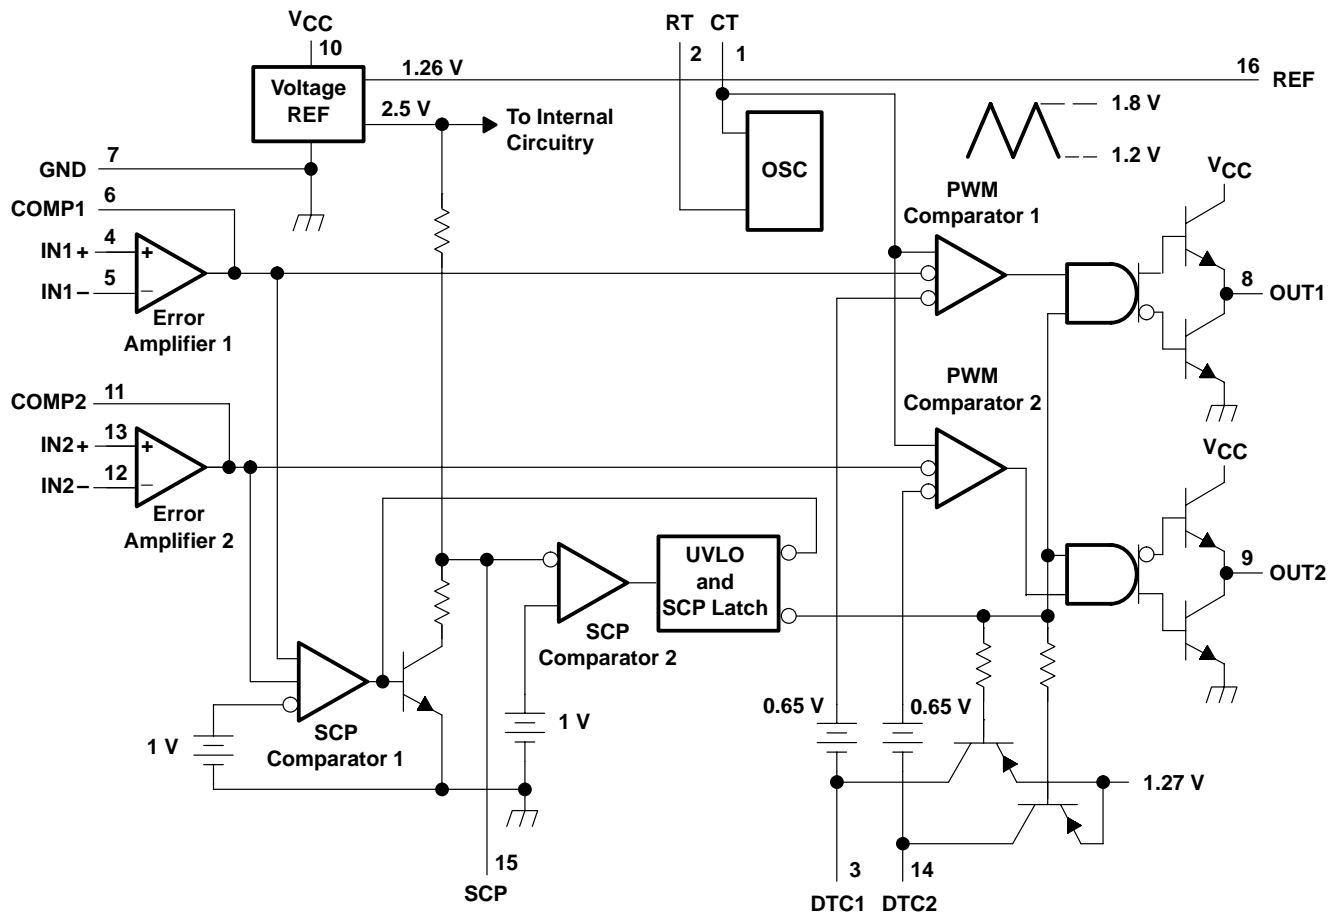 VCC
10
RT CT
2 1
Voltage
REF
1.26 V
16 REF
2.5 V
To Internal
Circuitry
1.8 V
1.2 V
OSC
GND 7
COMP1 6
IN1+ 4
+
IN1− 5
−
Error
Amplifier 1
PWM
Comparator 1
VCC
8 OUT1
COMP2 11
IN2+ 13
+
IN2− 12
−
Error
Amplifier 2
PWM
Comparator 2
VCC
9 OUT2
UVLO
and
SCP Latch
SCP
Comparator 2
SCP
Comparator 1
1 V
1 V
0.65 V
0.65 V
1.27 V
15
SCP
3
DTC1
14
DTC2